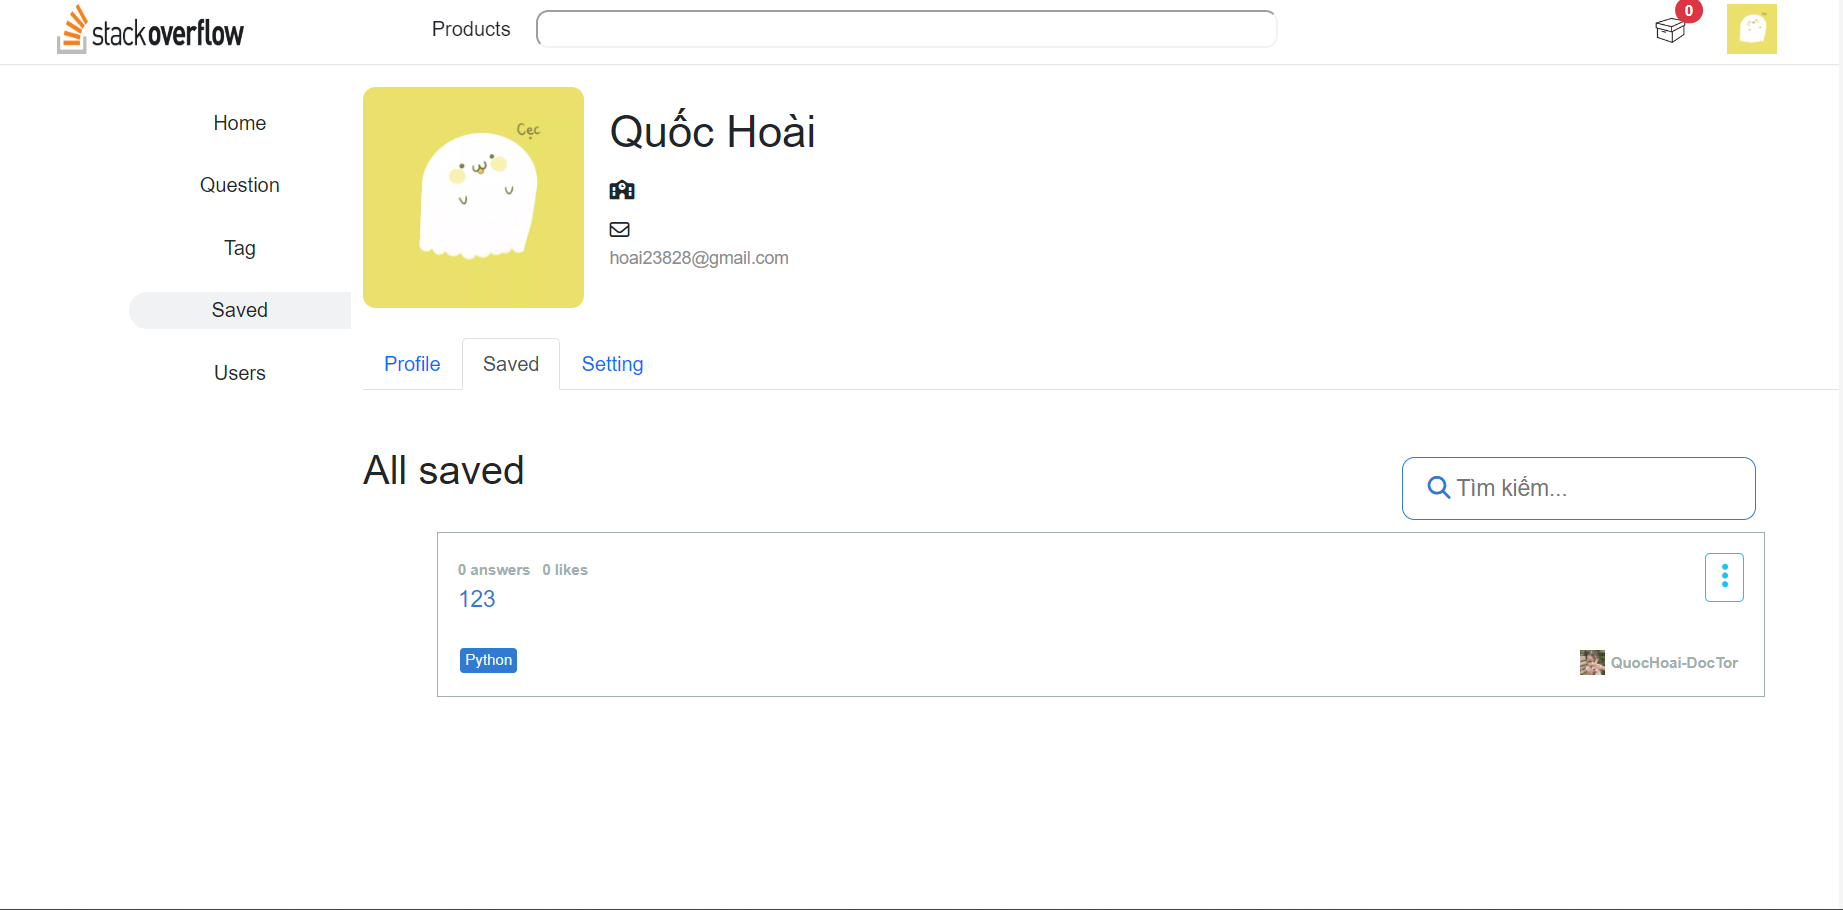 stackoverflow
Products
0
Home
Question
Tag
Saved
Users
Cạc
Quốc Hoài
hoai23828@gmail.com
Profile
Saved
Setting
All saved
Tìm kiếm...
0 answers 0 likes
123
Python
QuocHoai-DocTor